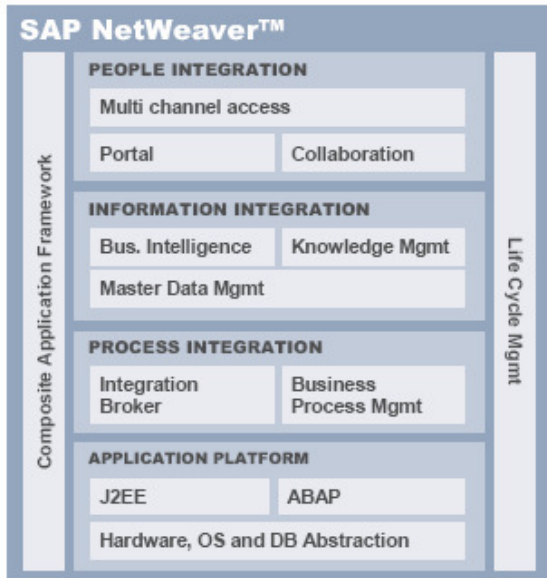 SAP NetWeaver™
Composite Application Framework
PEOPLE INTEGRATION
Multi channel access
Portal
Collaboration
INFORMATION INTEGRATION
Bus. Intelligence
Knowledge Mgmt
Master Data Mgmt
PROCESS INTEGRATION
Integration
Broker
Business
Process Mgmt
APPLICATION PLATFORM
J2EE
ABAP
Hardware, OS and DB Abstraction
Life Cycle Mgmt